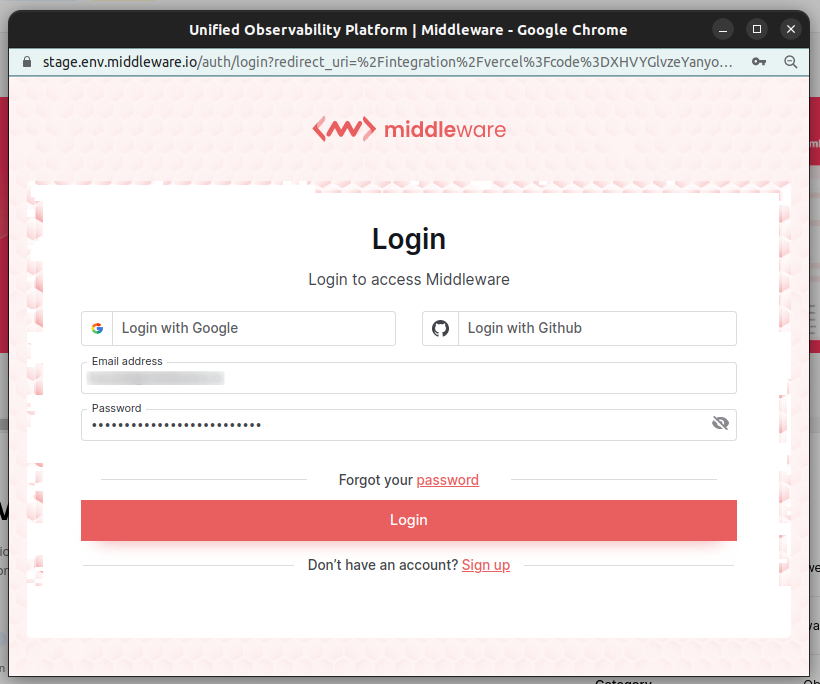 Unified Observability Platform | Middleware - Google Chrome
stage.env.middleware.io/auth/login?redirect_uri=%2Fintegration%2Fvercel%3Fcode%3DXHVYGlvzeYanyo...
middleware
Login
Login to access Middleware
Login with Google
Login with Github
Email address
Password
Forgot your password
Login
Don't have an account? Sign up